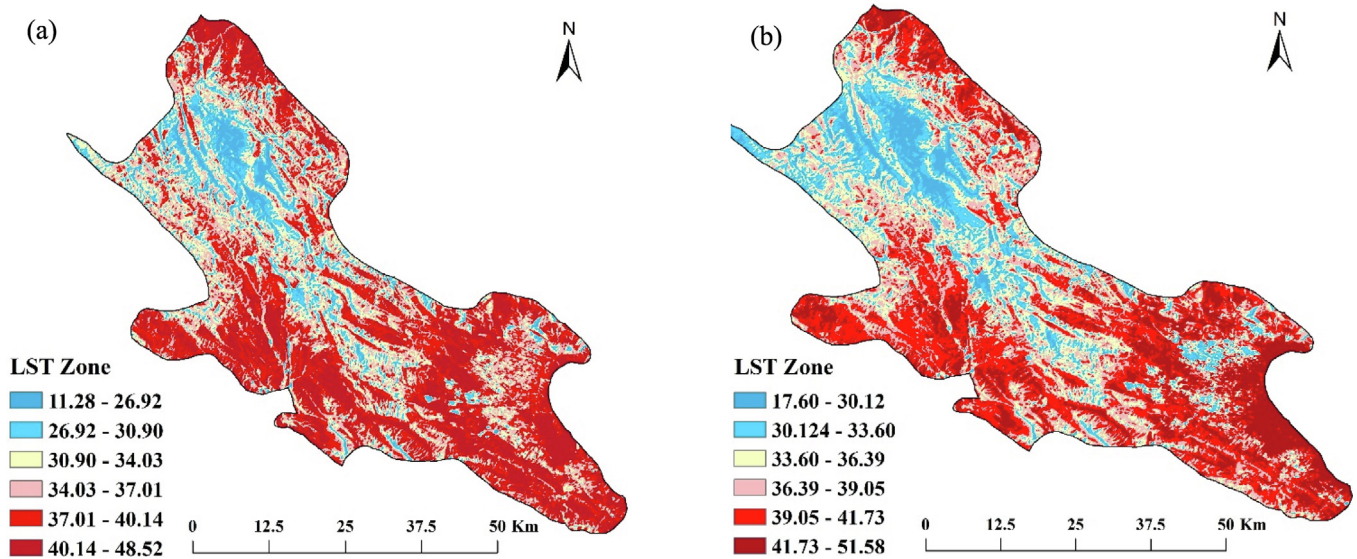 (a)
N
LST Zone
11.28 - 26.92
26.92 - 30.90
30.90 - 34.03
34.03 - 37.01
37.01 - 40.14
40.14 - 48.52
0 12.5 25 37.5 50 Km
(b)
N
LST Zone
17.60 - 30.12
30.124 - 33.60
33.60 - 36.39
36.39 - 39.05
39.05 - 41.73
41.73 - 51.58
0 12.5 25 37.5 50 Km